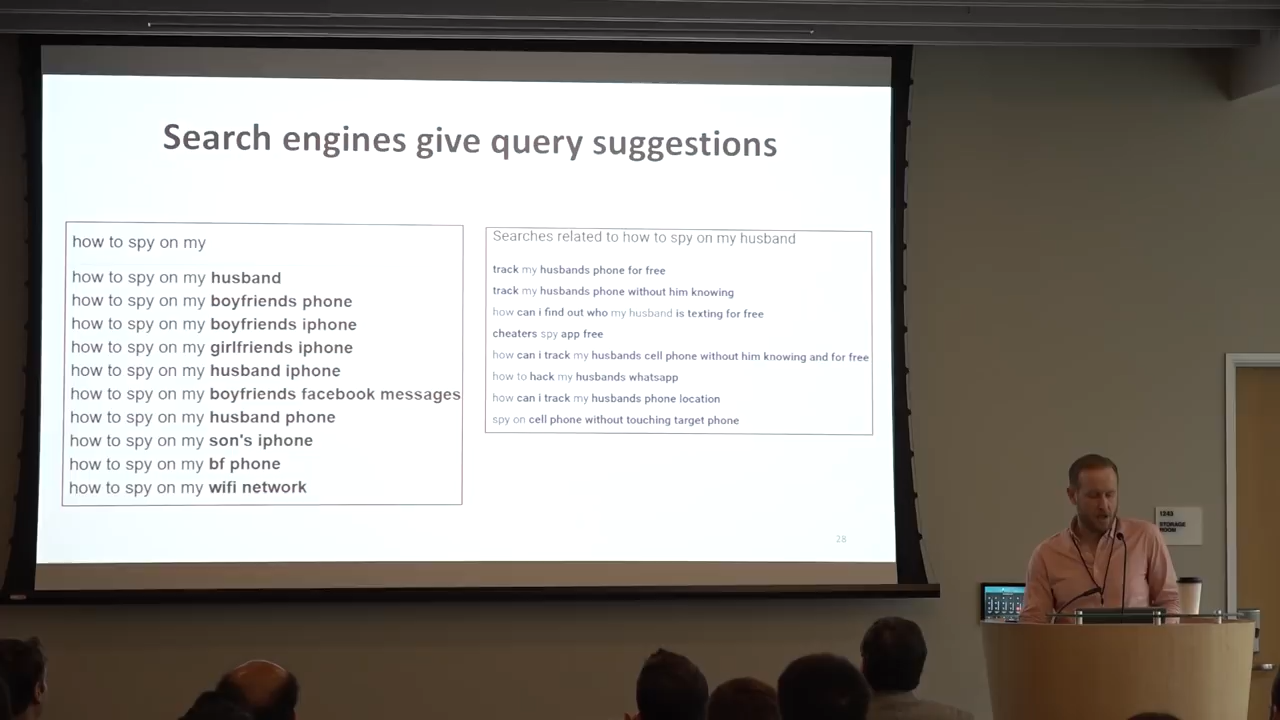 Search engines give query suggestions
how to spy on my
how to spy on my husband
how to spy on my boyfriends phone
how to spy on my boyfriends iphone
how to spy on my girlfriends iphone
how to spy on my husband iphone
how to spy on my boyfriends facebook messages
how to spy on my husband phone
how to spy on my son's iphone
how to spy on my bf phone
how to spy on my wifi network
Searches related to how to spy on my husband
track my husbands phone for free
track my husbands phone without him knowing
how can i find out who my husband is texting for free
cheaters spy app free
how can i track my husbands cell phone without him knowing and for free
how to hack my husbands whatsapp
how can i track my husbands phone location
spy on cell phone without touching target phone
28
1243
STORAGE
ROOM